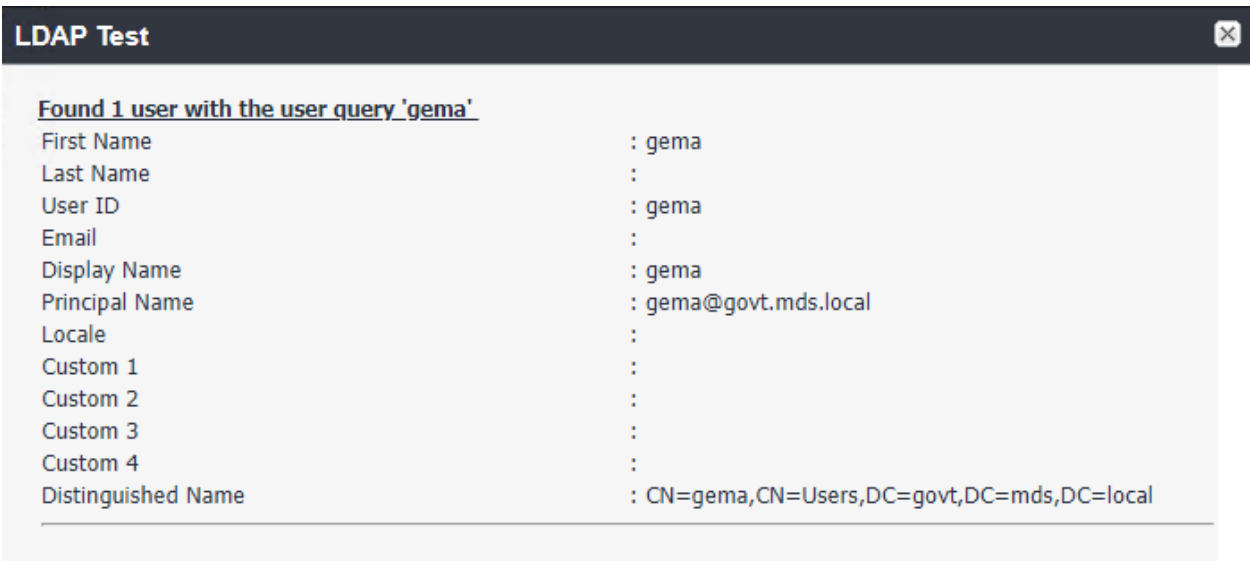 LDAP Test
Found 1 user with the user query 'gema'
First Name : gema
Last Name :
User ID : gema
Email :
Display Name : gema
Principal Name : gema@govt.mds.local
Locale :
Custom 1 :
Custom 2 :
Custom 3 :
Custom 4 :
Distinguished Name : CN=gema,CN=Users,DC=govt,DC=mds,DC=local